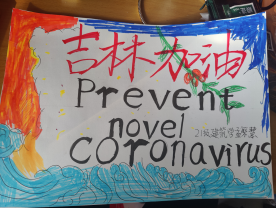 吉林加油
Prevent
novel
coronavirus